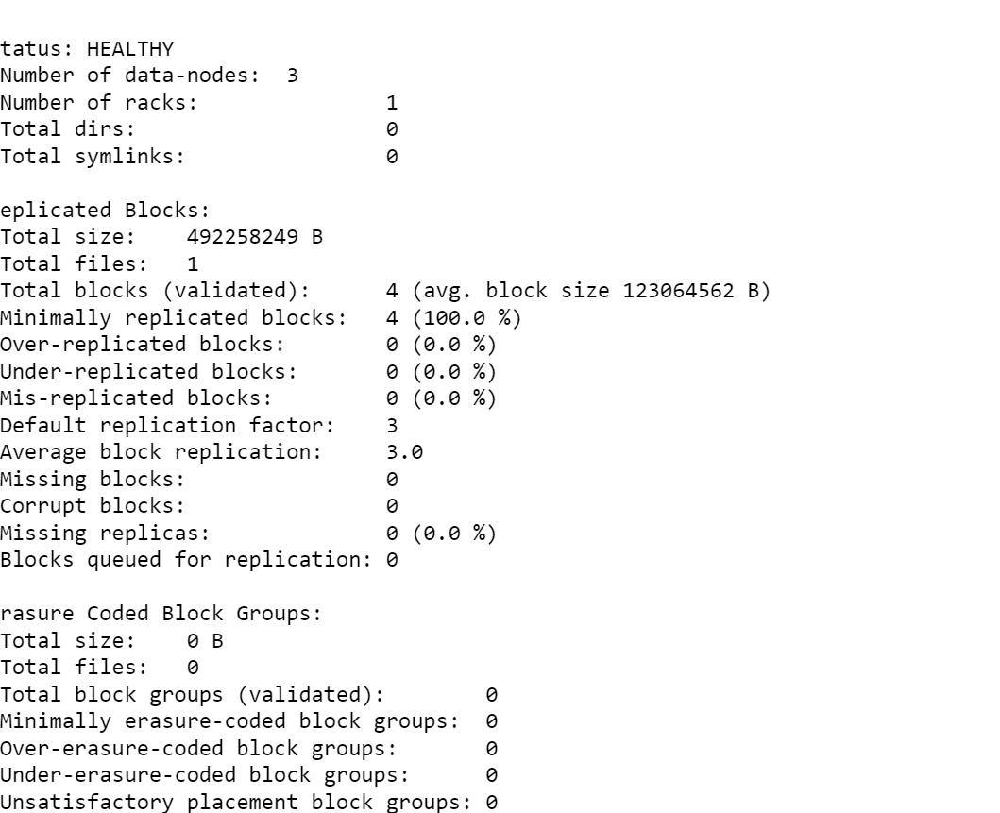 tatus: HEALTHY
Number of data-nodes:  3
Number of racks:               1
Total dirs:                    0
Total symlinks:                0

eplicated Blocks:
Total size:    492258249 B
Total files:   1
Total blocks (validated):      4 (avg. block size 123064562 B)
Minimally replicated blocks:   4 (100.0 %)
Over-replicated blocks:        0 (0.0 %)
Under-replicated blocks:       0 (0.0 %)
Mis-replicated blocks:         0 (0.0 %)
Default replication factor:    3
Average block replication:     3.0
Missing blocks:                0
Corrupt blocks:                0
Missing replicas:              0 (0.0 %)
Blocks queued for replication: 0

rasure Coded Block Groups:
Total size:    0 B
Total files:   0
Total block groups (validated):        0
Minimally erasure-coded block groups:  0
Over-erasure-coded block groups:       0
Under-erasure-coded block groups:      0
Unsatisfactory placement block groups: 0